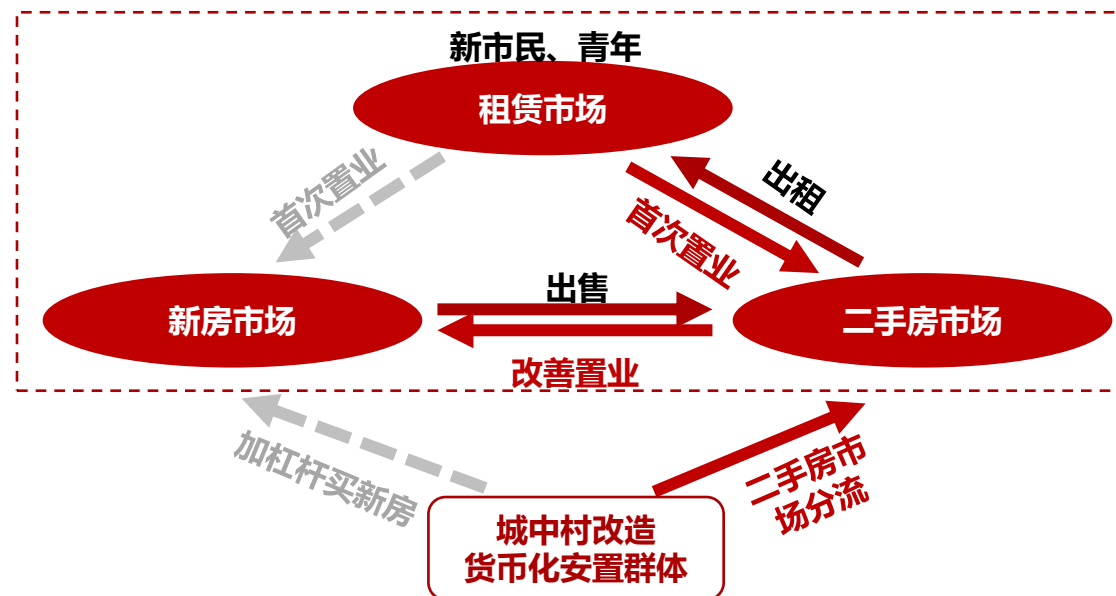 新市民、青年
租赁市场
首次置业
出租
首次置业
新房市场
出售
二手房市场
改善置业
加杠杆买新房
二手房市
场分流
城中村改造
货币化安置群体